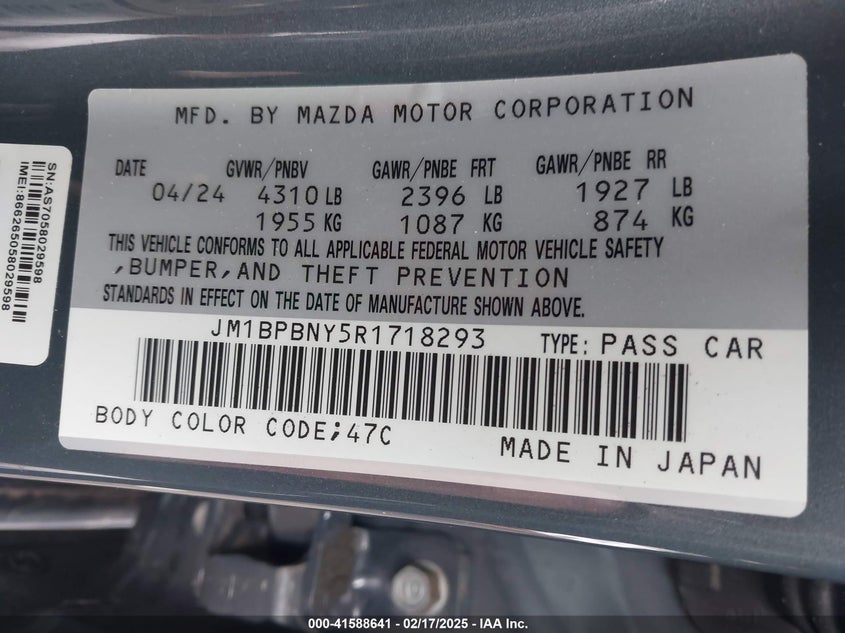 MFD. BY MAZDA MOTOR CORPORATION
DATE GVWR/PNBV GAWR/PNBE FRT GAWR/PNBE RR
04/24 4310 LB 2396 LB 1927 LB
1955 KG 1087 KG 874 KG
THIS VEHICLE CONFORMS TO ALL APPLICABLE FEDERAL MOTOR VEHICLE SAFETY
,BUMPER,AND THEFT PREVENTION
STANDARDS IN EFFECT ON THE DATE OF MANUFACTURE SHOWN ABOVE.
JM1BPBNY5R1718293 TYPE: PASS CAR
BODY COLOR CODE;47C
MADE IN JAPAN
SN:AS7058029598
IMEI:866265058029598
000-41588641 - 02/17/2025 - IAA Inc.